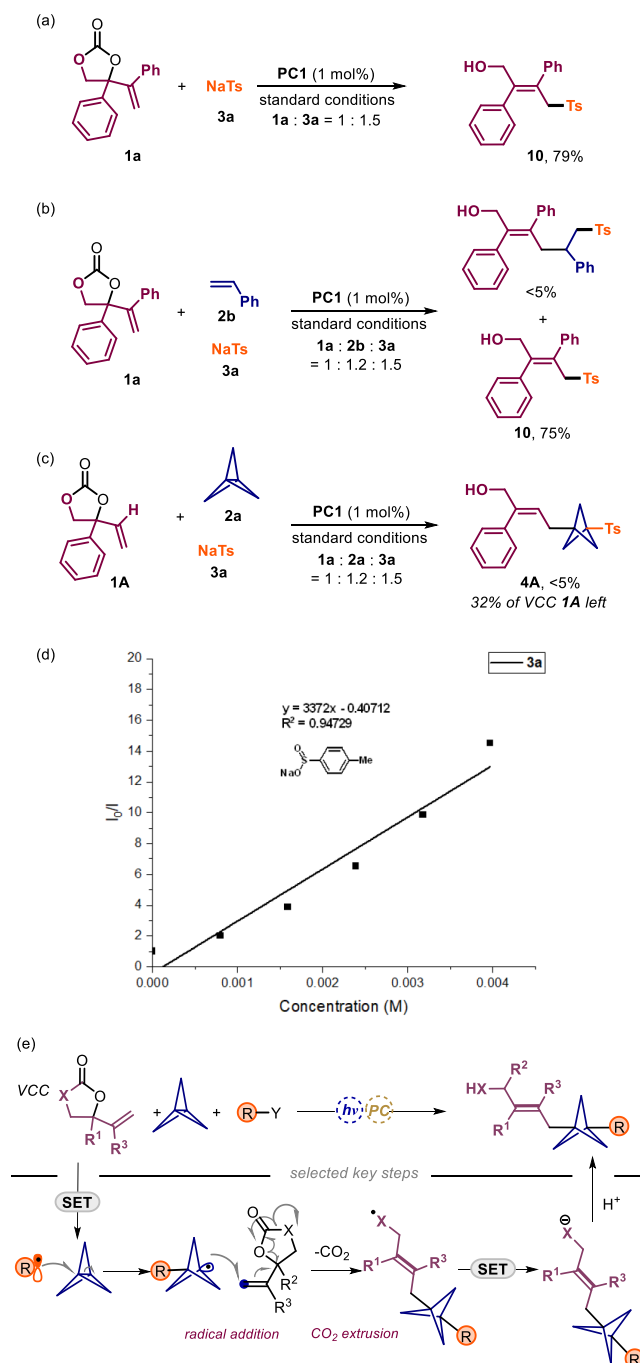 (a)
O
O
O
Ph
1a
+
NaTs
3a
PC1 (1 mol%)
standard conditions
1a : 3a = 1 : 1.5
HO
Ph
Ts
10, 79%
(b)
O
O
O
Ph
1a
+
Ph
2b
NaTs
3a
PC1 (1 mol%)
standard conditions
1a : 2b : 3a
= 1 : 1.2 : 1.5
HO
Ph
Ts
Ph
<5%
+
HO
Ph
Ts
10, 75%
(c)
O
O
O
H
1A
+
2a
NaTs
3a
PC1 (1 mol%)
standard conditions
1a : 2a : 3a
= 1 : 1.2 : 1.5
HO
Ts
4A, <5%
32% of VCC 1A left
(d)
3a
y = 3372x - 0.40712
R² = 0.94729
O
S
NaO
Me
I₀/I
20
18
16
14
12
10
8
6
4
2
0
0.000
0.001
0.002
0.003
0.004
Concentration (M)
(e)
VCC
O
X
O
R¹
R³
+
+
R
Y
hν
PC
HX
R²
R³
R¹
R
selected key steps
SET
H⁺
R
R
O
X
O
R²
R³
-CO₂
•X
R¹
R³
R
SET
⊖
X
R¹
R³
R
radical addition
CO₂ extrusion